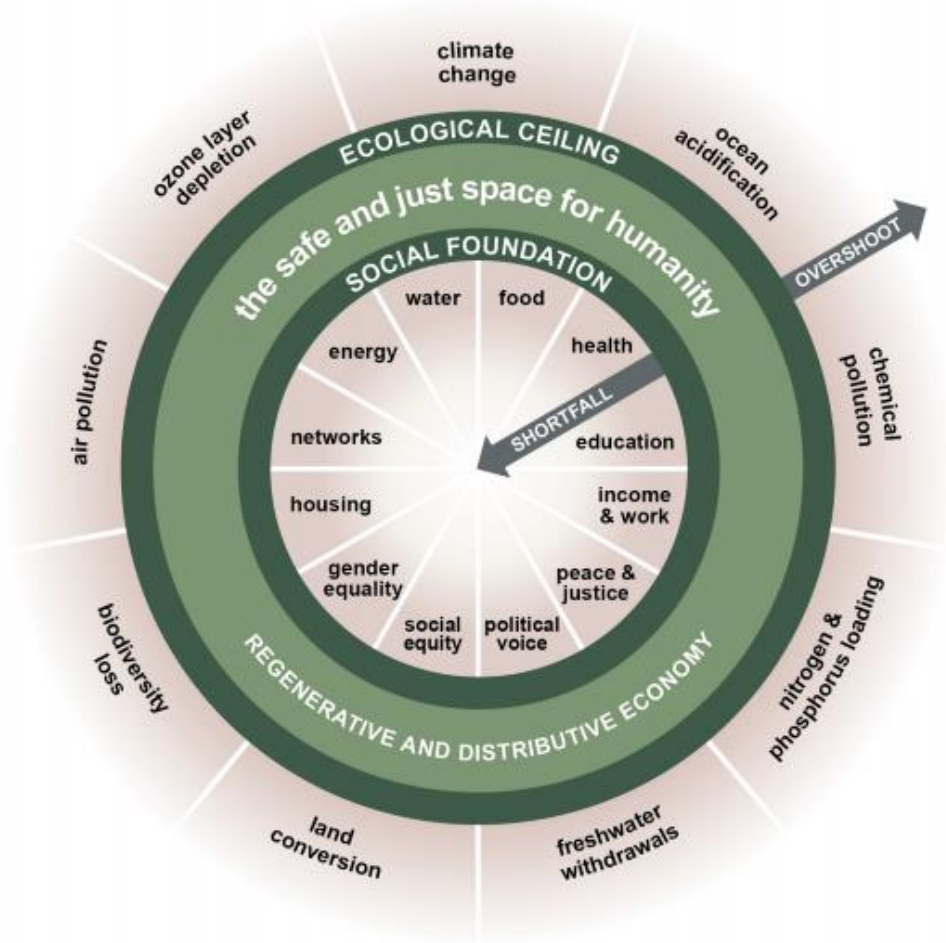 climate
change
ozone layer
depletion
ocean
acidification
ECOLOGICAL CEILING
the safe and just space for humanity
SOCIAL FOUNDATION
OVERSHOOT
water
food
energy
health
SHORTFALL
air pollution
chemical
pollution
networks
education
housing
income
& work
gender
equality
peace &
justice
social
equity
political
voice
biodiversity
loss
nitrogen &
phosphorus loading
REGENERATIVE AND DISTRIBUTIVE ECONOMY
land
conversion
freshwater
withdrawals